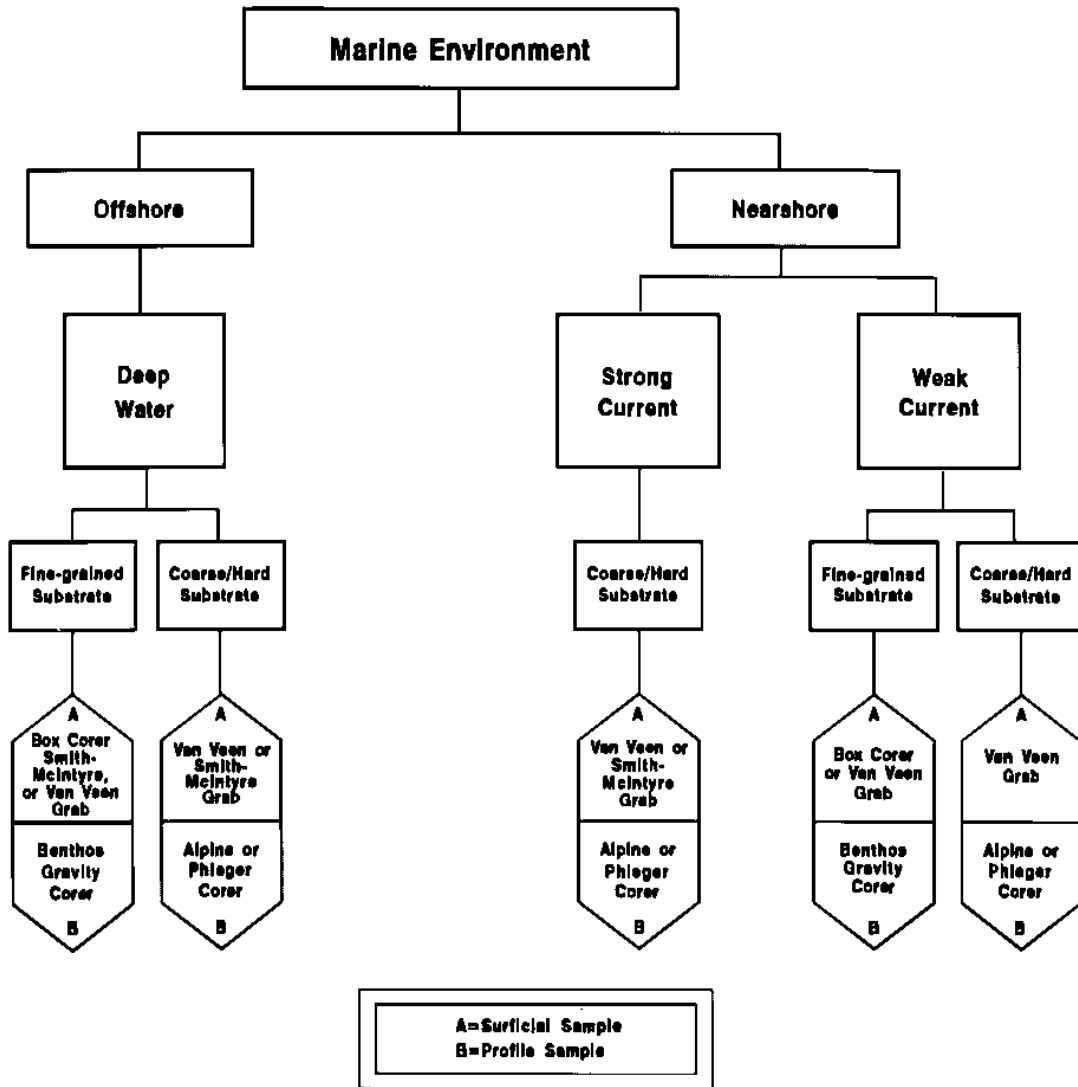 Marine Environment
Offshore
Nearshore
Deep
Water
Strong
Current
Weak
Current
Fine-grained
Substrate
Coarse/Hard
Substrate
Coarse/Hard
Substrate
Fine-grained
Substrate
Coarse/Hard
Substrate
A
Box Corer
Smith-
McIntyre,
or Van Veen
Grab
Benthos
Gravity
Corer
B
A
Van Veen or
Smith-
McIntyre
Grab
Alpine or
Phleger
Corer
B
A
Van Veen or
Smith-
McIntyre
Grab
Alpine or
Phleger
Corer
B
A
Box Corer
or Van Veen
Grab
Benthos
Gravity
Corer
B
A
Van Veen
Grab
Alpine or
Phleger
Corer
B
A=Surficial Sample
B=Profile Sample